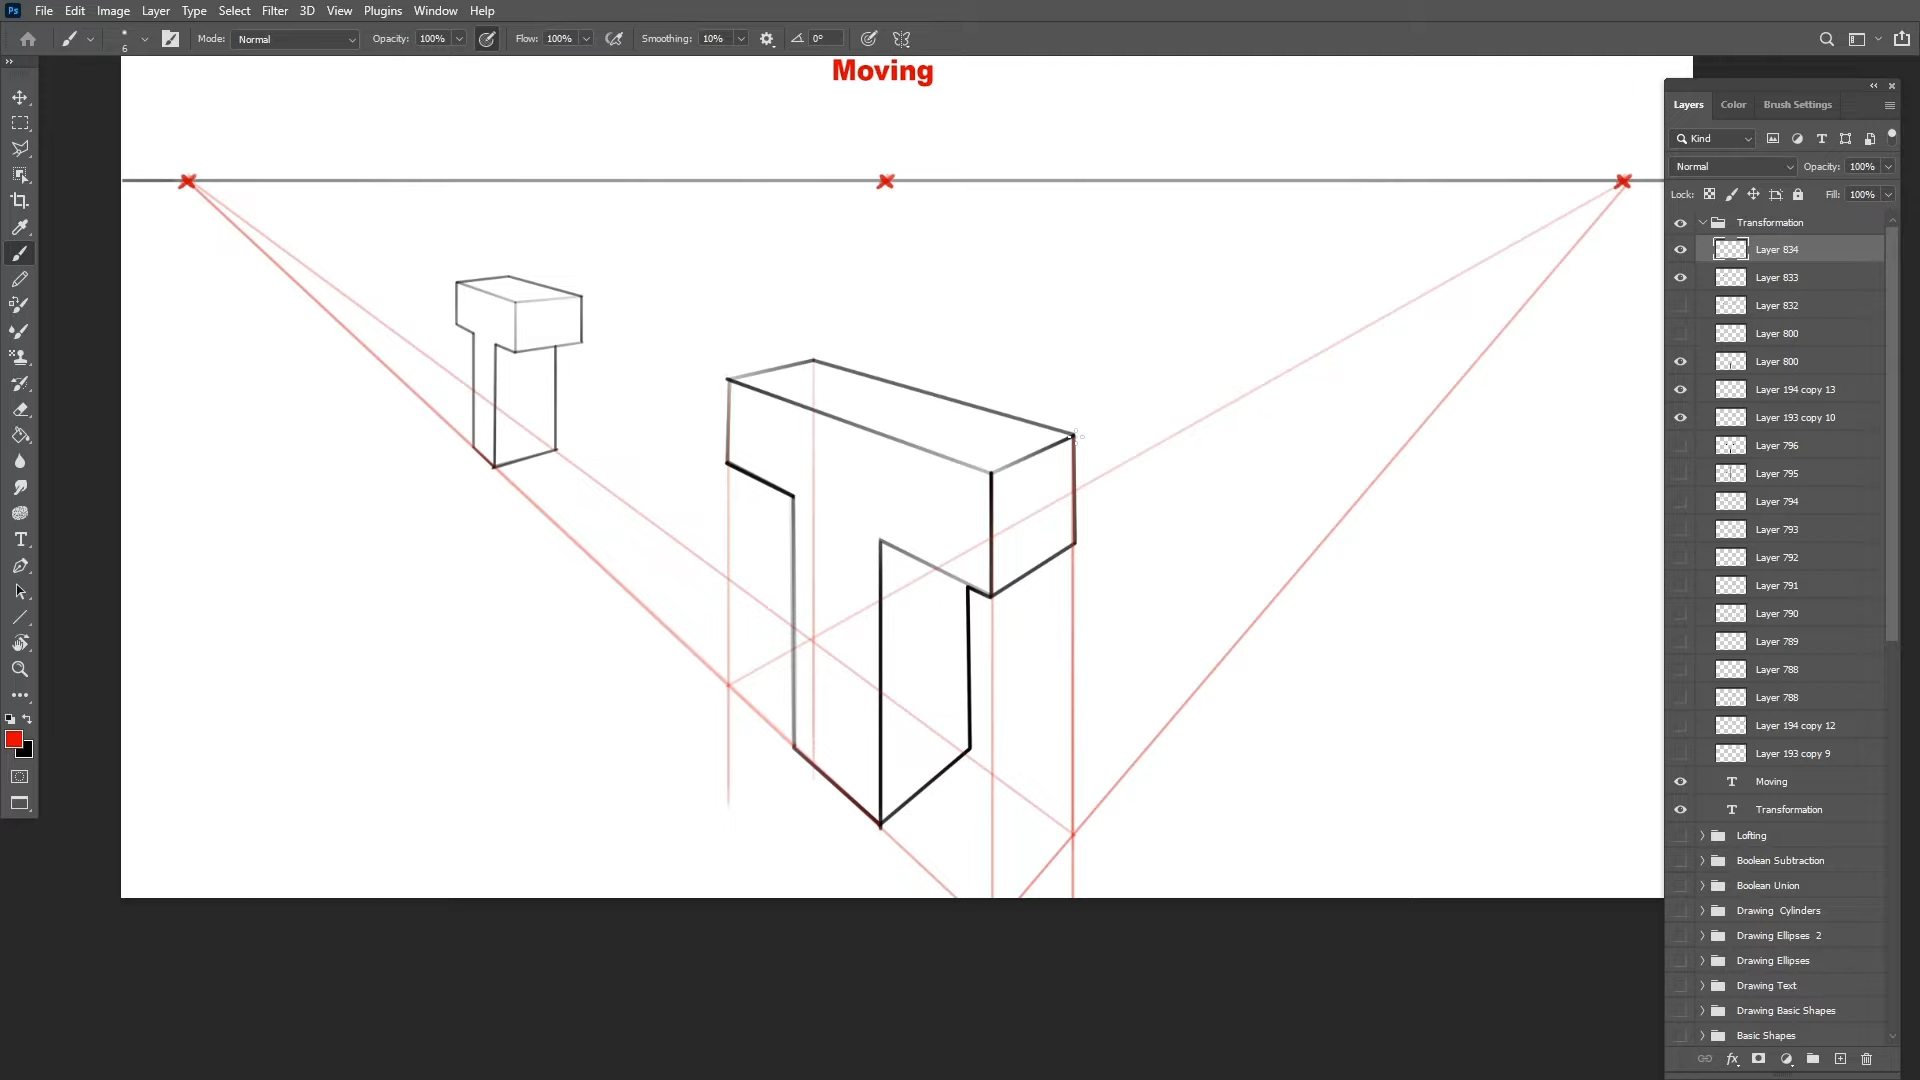 Ps File Edit Image Layer Type Select Filter 3D View Plugins Window Help
6 Mode: Normal Opacity: 100% Flow: 100% Smoothing: 10% 0°
Moving
Layers Color Brush Settings
Kind
Normal Opacity: 100%
Lock: Fill: 100%
Transformation
Layer 834
Layer 833
Layer 832
Layer 800
Layer 800
Layer 194 copy 13
Layer 193 copy 10
Layer 796
Layer 795
Layer 794
Layer 793
Layer 792
Layer 791
Layer 790
Layer 789
Layer 788
Layer 788
Layer 194 copy 12
Layer 193 copy 9
Moving
Transformation
Lofting
Boolean Subtraction
Boolean Union
Drawing Cylinders
Drawing Ellipses 2
Drawing Ellipses
Drawing Text
Drawing Basic Shapes
Basic Shapes
fx